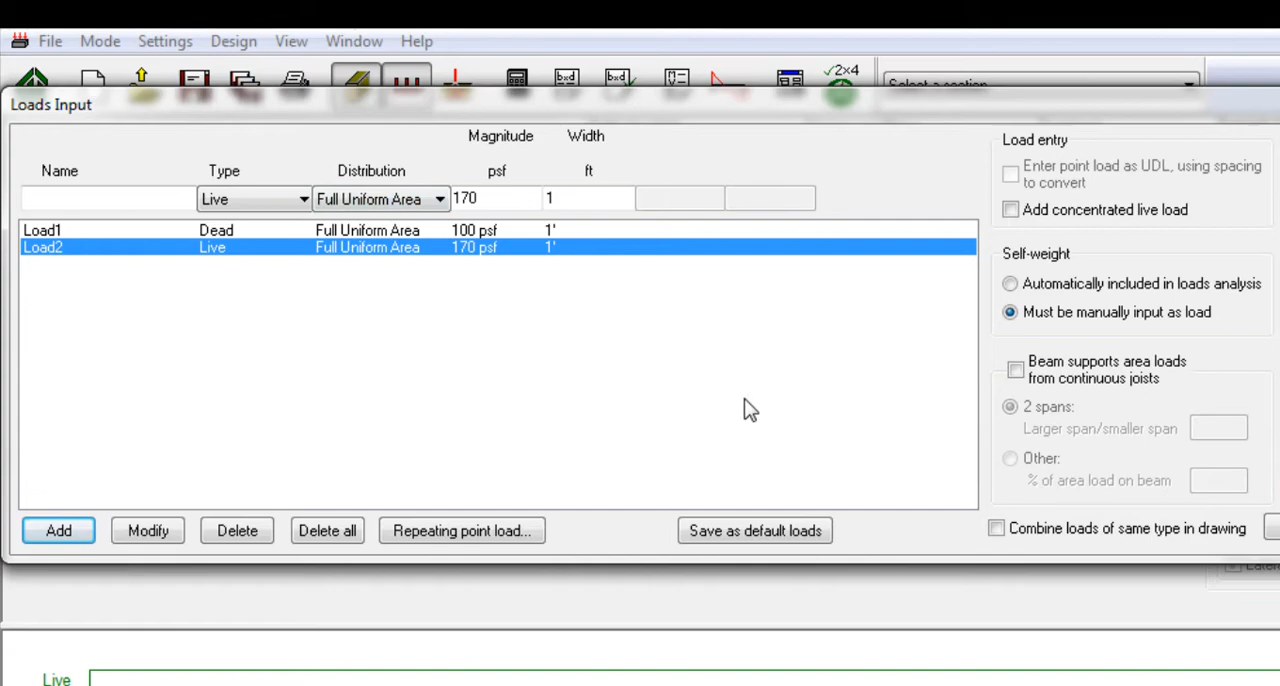 File Mode Settings Design View Window Help
bxd bxd ✓2x4 Select a section
Loads Input
Magnitude Width
Name Type Distribution psf ft
Live Full Uniform Area 170 1
Load1 Dead Full Uniform Area 100 psf 1'
Load2 Live Full Uniform Area 170 psf 1'
Load entry
Enter point load as UDL, using spacing
to convert
Add concentrated live load
Self-weight
Automatically included in loads analysis
Must be manually input as load
Beam supports area loads
from continuous joists
2 spans:
Larger span/smaller span
Other:
% of area load on beam
Add Modify Delete Delete all Repeating point load... Save as default loads
Combine loads of same type in drawing
Live